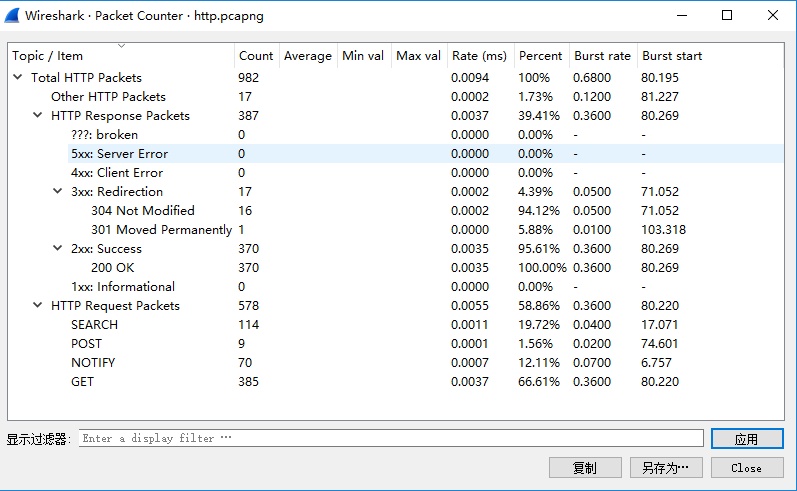 Wireshark · Packet Counter · http.pcapng
Topic / Item Count Average Min val Max val Rate (ms) Percent Burst rate Burst start
Total HTTP Packets 982 0.0094 100% 0.6800 80.195
Other HTTP Packets 17 0.0002 1.73% 0.1200 81.227
HTTP Response Packets 387 0.0037 39.41% 0.3600 80.269
???: broken 0 0.0000 0.00% - -
5xx: Server Error 0 0.0000 0.00% - -
4xx: Client Error 0 0.0000 0.00% - -
3xx: Redirection 17 0.0002 4.39% 0.0500 71.052
304 Not Modified 16 0.0002 94.12% 0.0500 71.052
301 Moved Permanently 1 0.0000 5.88% 0.0100 103.318
2xx: Success 370 0.0035 95.61% 0.3600 80.269
200 OK 370 0.0035 100.00% 0.3600 80.269
1xx: Informational 0 0.0000 0.00% - -
HTTP Request Packets 578 0.0055 58.86% 0.3600 80.220
SEARCH 114 0.0011 19.72% 0.0400 17.071
POST 9 0.0001 1.56% 0.0200 74.601
NOTIFY 70 0.0007 12.11% 0.0700 6.757
GET 385 0.0037 66.61% 0.3600 80.220
显示过滤器: Enter a display filter … 应用
复制 另存为… Close